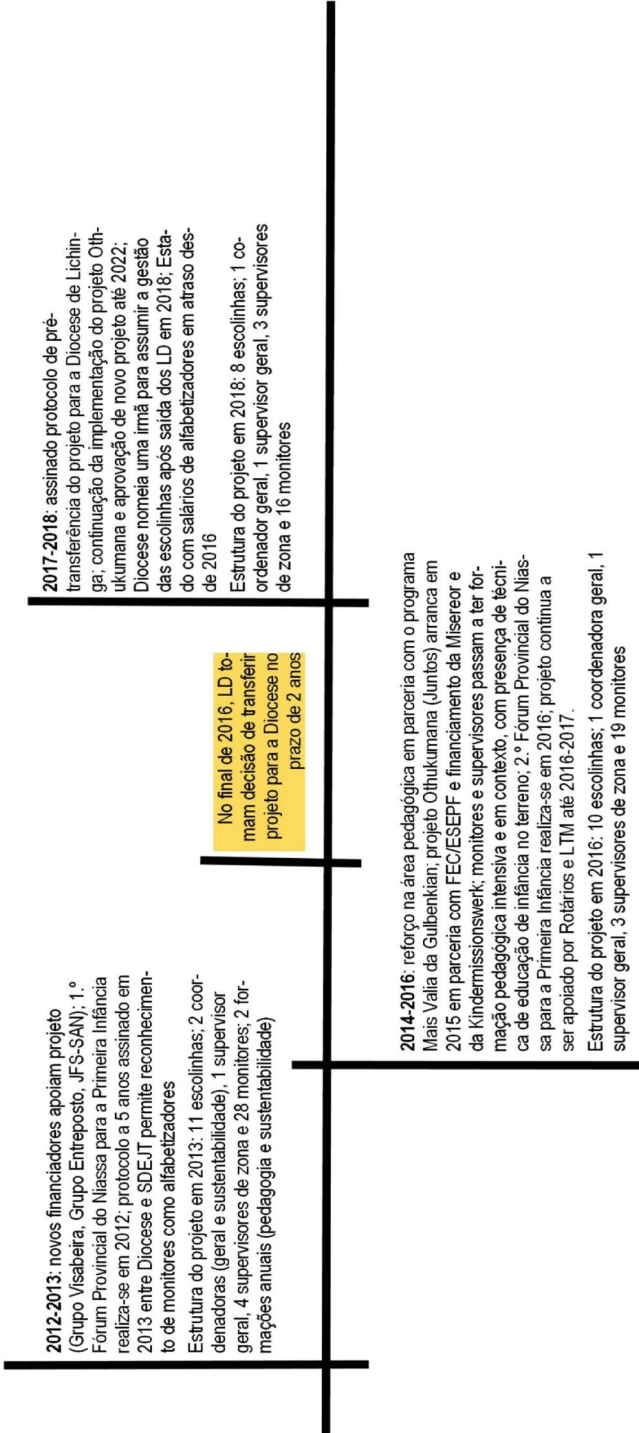 2012-2013: novos financiadores apoiam projeto
(Grupo Visabeira, Grupo Entreposto, JFS-SAN); 1.º
Fórum Provincial do Niassa para a Primeira Infância
realiza-se em 2012; protocolo a 5 anos assinado em
2013 entre Diocese e SDEJT permite reconhecimen-
to de monitores como alfabetizadores
Estrutura do projeto em 2013: 11 escolinhas; 2 coor-
denadoras (geral e sustentabilidade), 1 supervisor
geral, 4 supervisores de zona e 28 monitores; 2 for-
mações anuais (pedagogia e sustentabilidade)
2014-2016: reforço na área pedagógica em parceria com o programa
Mais Valia da Gulbenkian; projeto Othukumana (Juntos) arranca em
2015 em parceria com FEC/ESEPF e financiamento da Misereor e
da Kindermissionswerk; monitores e supervisores passam a ter for-
mação pedagógica intensiva e em contexto, com presença de técni-
ca de educação de infância no terreno; 2.º Fórum Provincial do Nias-
sa para a Primeira Infância realiza-se em 2016; projeto continua a
ser apoiado por Rotários e LTM até 2016-2017.
Estrutura do projeto em 2016: 10 escolinhas; 1 coordenadora geral, 1
supervisor geral, 3 supervisores de zona e 19 monitores
No final de 2016, LD to-
mam decisão de transferir
projeto para a Diocese no
prazo de 2 anos
2017-2018: assinado protocolo de pré-
transferência do projeto para a Diocese de Lichin-
ga; continuação da implementação do projeto Oth-
ukumana e aprovação de novo projeto até 2022;
Diocese nomeia uma irmã para assumir a gestão
das escolinhas após saída dos LD em 2018; Esta-
do com salários de alfabetizadores em atraso des-
de 2016
Estrutura do projeto em 2018: 8 escolinhas; 1 co-
ordenador geral, 1 supervisor geral, 3 supervisores
de zona e 16 monitores